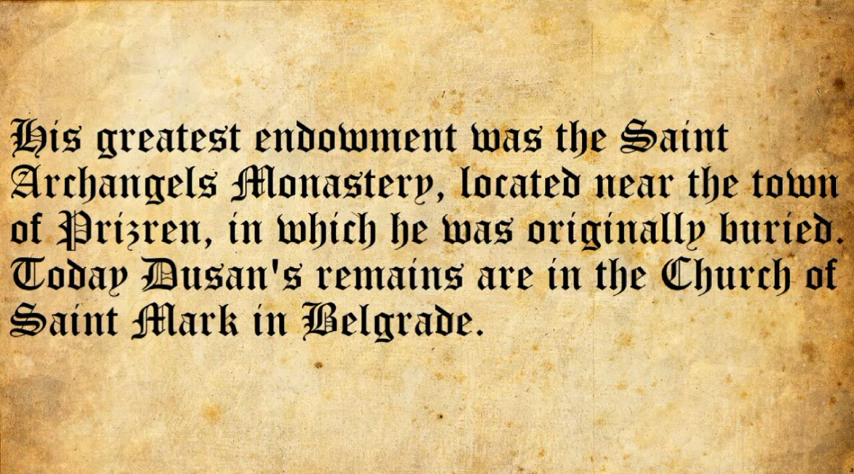 His greatest endowment was the Saint
Archangels Monastery, located near the town
of Prizren, in which he was originally buried.
Today Dusan's remains are in the Church of
Saint Mark in Belgrade.